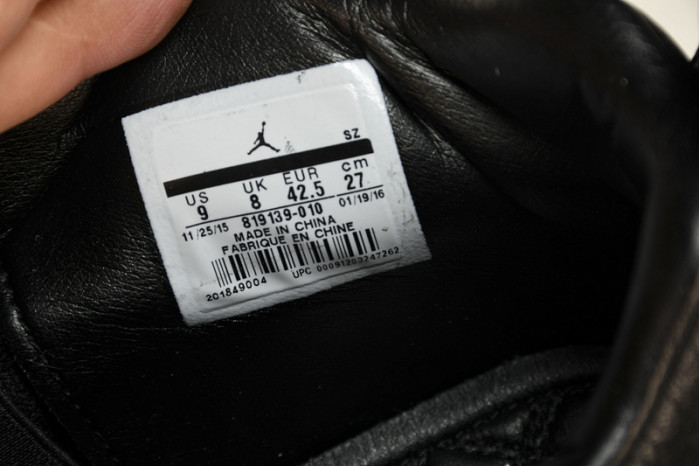 SZ
US UK EUR cm
9 8 42.5 27
11/25/15 819139-010 01/19/16
MADE IN CHINA
FABRIQUE EN CHINE
201849004 UPC 00091203247262